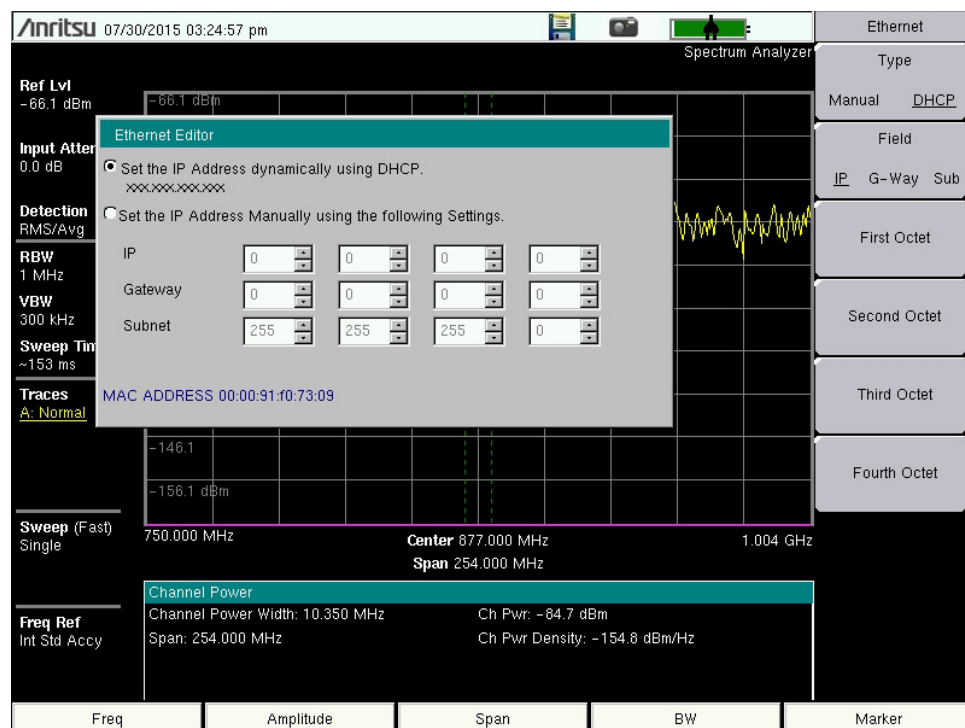 Anritsu 07/30/2015 03:24:57 pm
Spectrum Analyzer
Ref Lvl
-66.1 dBm
Input Atten
0.0 dB
Detection
RMS/Avg
RBW
1 MHz
VBW
300 kHz
Sweep Tim
~153 ms
Traces
A: Normal
Sweep (Fast)
Single
Freq Ref
Int Std Accy
-66.1 dBm
Ethernet Editor
Set the IP Address dynamically using DHCP.
xxx.xxx.xxx.xxx
Set the IP Address Manually using the following Settings.
IP 0 0 0 0
Gateway 0 0 0 0
Subnet 255 255 255 0
MAC ADDRESS 00:00:91:f0:73:09
-146.1
-156.1 dBm
750.000 MHz Center 877.000 MHz 1.004 GHz
Span 254.000 MHz
Channel Power
Channel Power Width: 10.350 MHz Ch Pwr: -84.7 dBm
Span: 254.000 MHz Ch Pwr Density: -154.8 dBm/Hz
Ethernet
Type
Manual DHCP
Field
IP G-Way Sub
First Octet
Second Octet
Third Octet
Fourth Octet
Freq Amplitude Span BW Marker